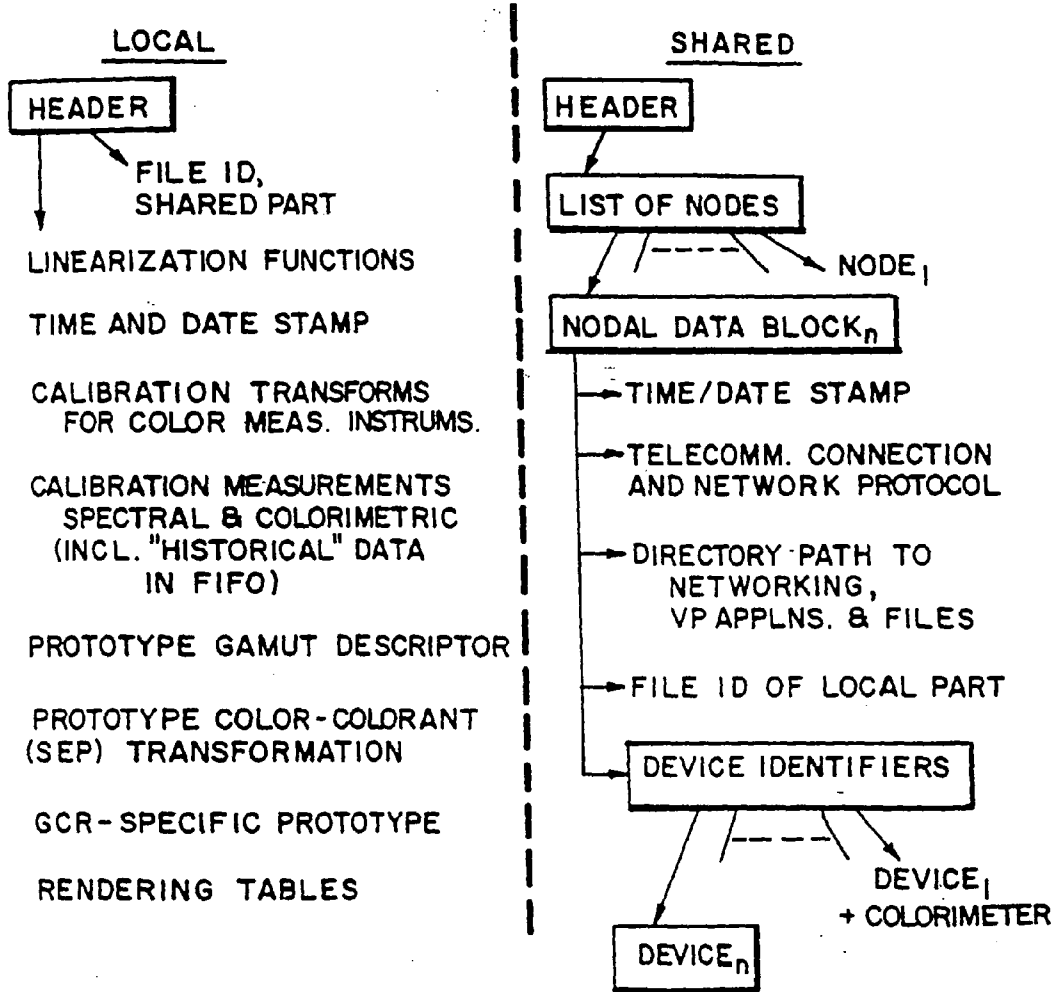 LOCAL
HEADER
FILE ID,
SHARED PART
LINEARIZATION FUNCTIONS
TIME AND DATE STAMP
CALIBRATION TRANSFORMS
FOR COLOR MEAS. INSTRUMS.
CALIBRATION MEASUREMENTS
SPECTRAL & COLORIMETRIC
(INCL. "HISTORICAL" DATA
IN FIFO)
PROTOTYPE GAMUT DESCRIPTOR
PROTOTYPE COLOR-COLORANT
(SEP) TRANSFORMATION
GCR-SPECIFIC PROTOTYPE
RENDERING TABLES
SHARED
HEADER
LIST OF NODES
NODE1
NODAL DATA BLOCKn
TIME/DATE STAMP
TELECOMM. CONNECTION
AND NETWORK PROTOCOL
DIRECTORY PATH TO
NETWORKING,
VP APPLNS. & FILES
FILE ID OF LOCAL PART
DEVICE IDENTIFIERS
DEVICE1
+ COLORIMETER
DEVICEn